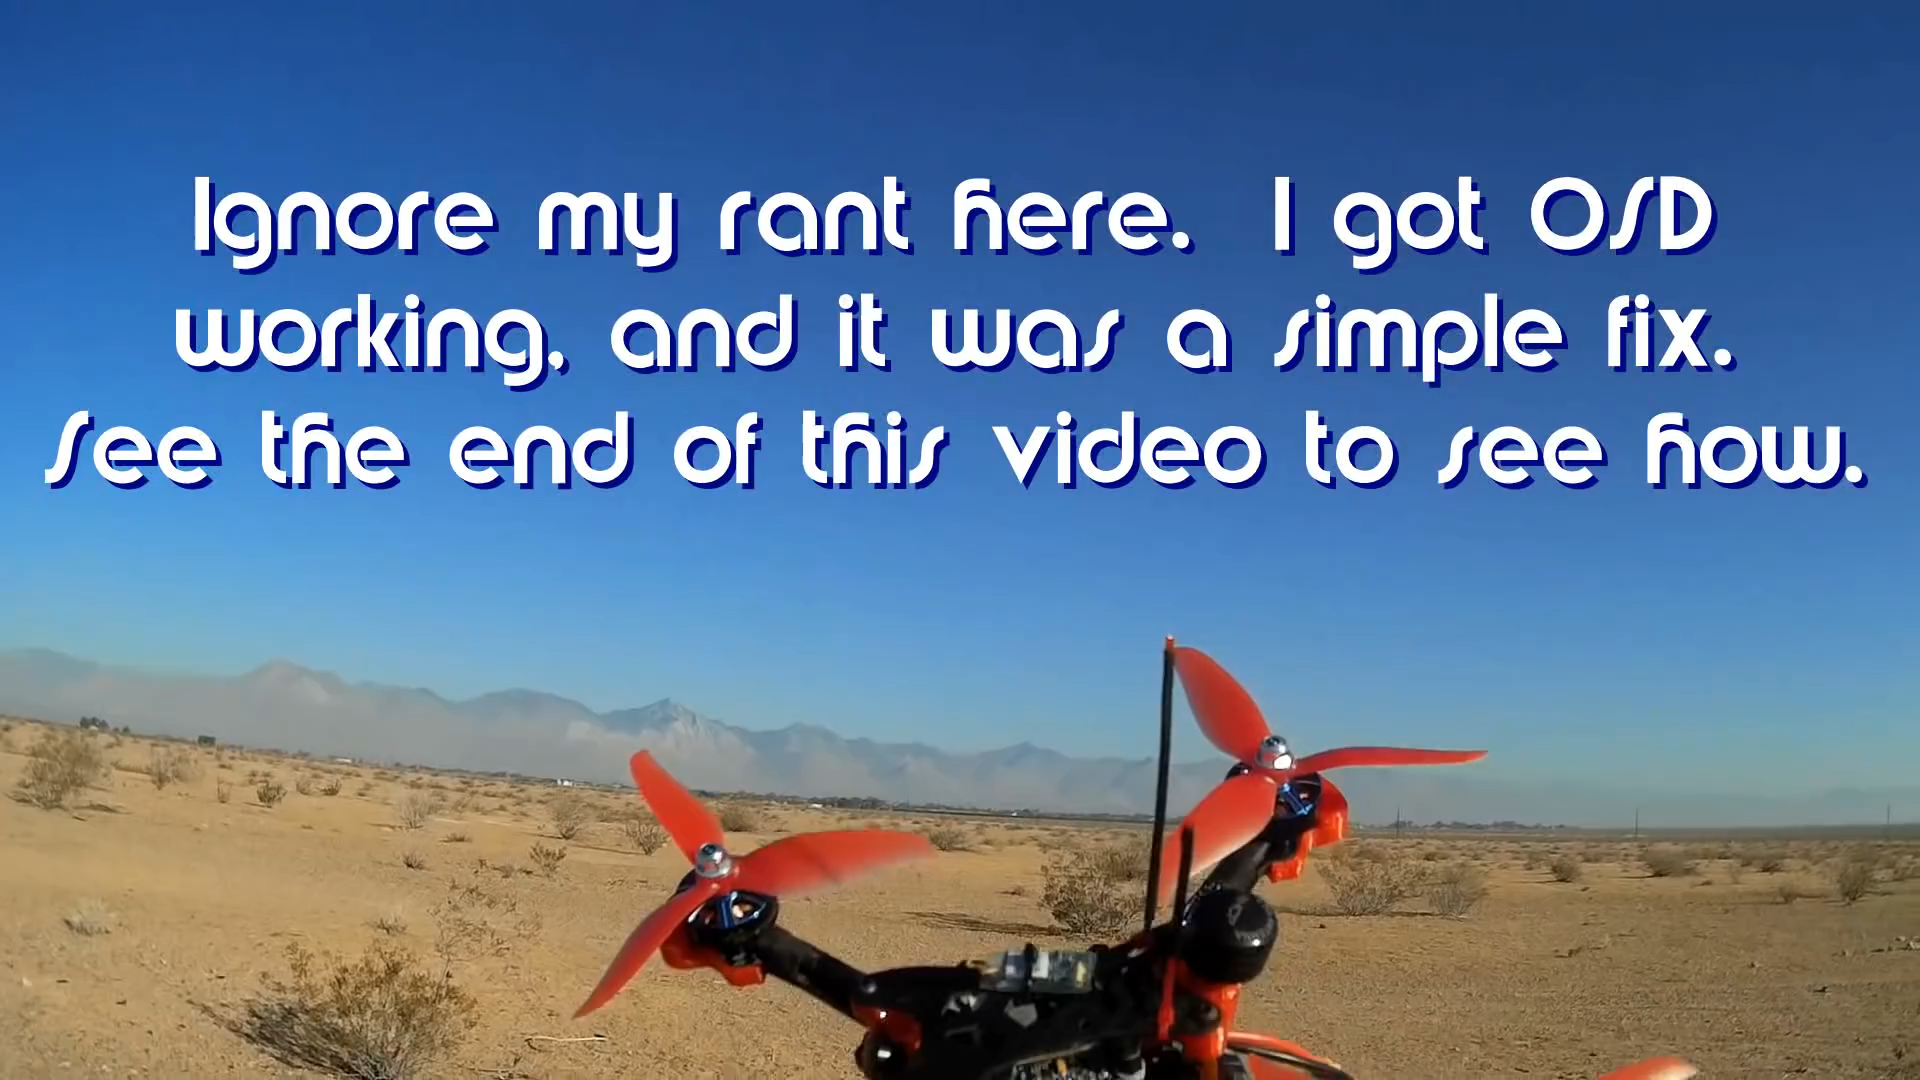 Ignore my rant here. I got OSD
working, and it was a simple fix.
See the end of this video to see how.